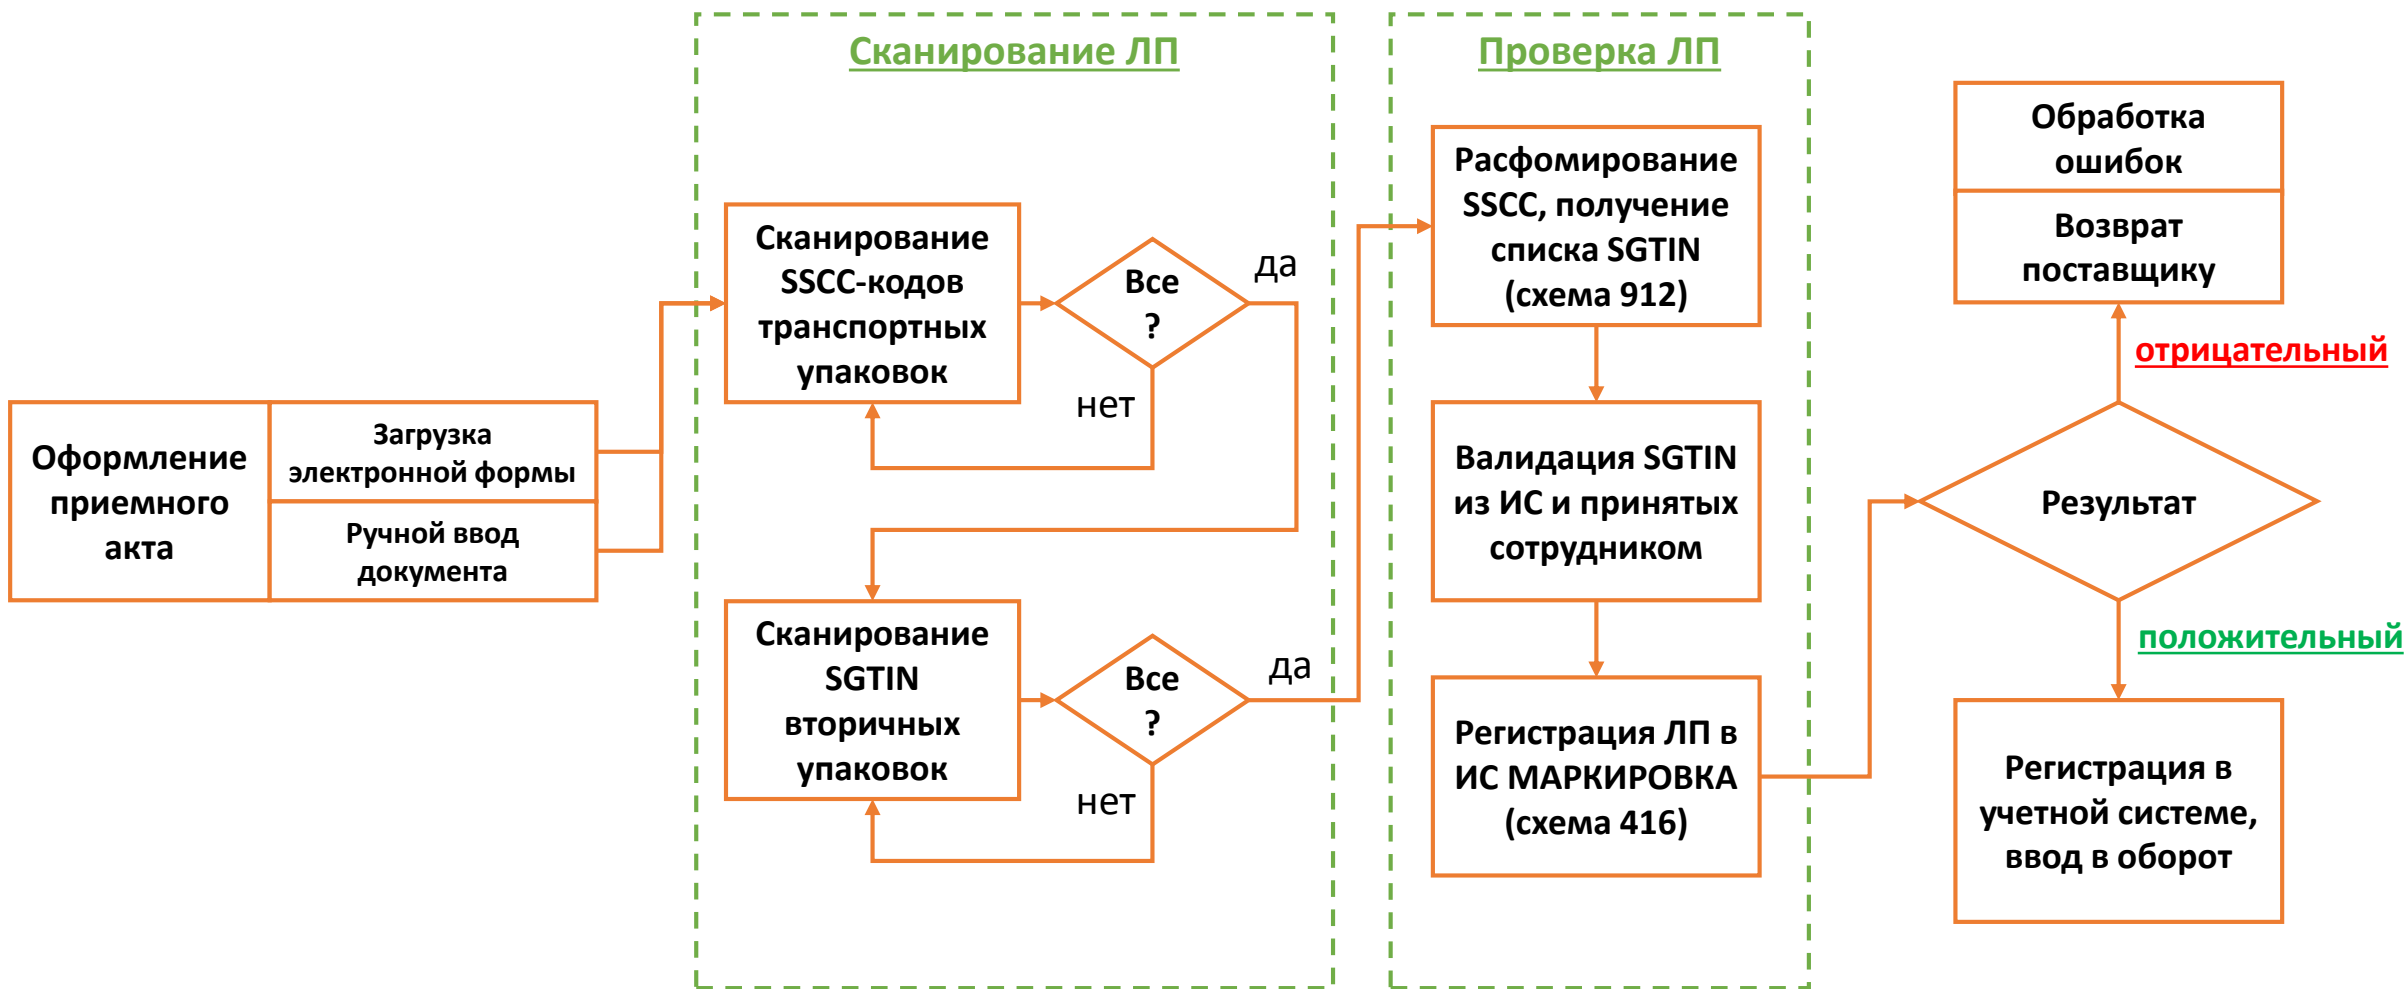 Оформление
приемного
акта
Загрузка
электронной формы
Ручной ввод
документа
Сканирование ЛП
Сканирование
SSCC-кодов
транспортных
упаковок
Все
?
да
нет
Сканирование
SGTIN
вторичных
упаковок
Все
?
да
нет
Проверка ЛП
Расфомирование
SSCC, получение
списка SGTIN
(схема 912)
Валидация SGTIN
из ИС и принятых
сотрудником
Регистрация ЛП в
ИС МАРКИРОВКА
(схема 416)
Обработка
ошибок
Возврат
поставщику
отрицательный
Результат
положительный
Регистрация в
учетной системе,
ввод в оборот